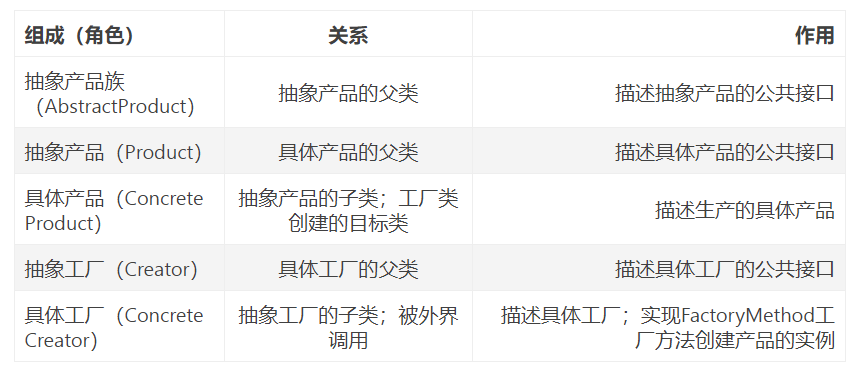 组成（角色） 关系 作用
抽象产品族
（AbstractProduct） 抽象产品的父类 描述抽象产品的公共接口
抽象产品（Product） 具体产品的父类 描述具体产品的公共接口
具体产品（Concrete
Product） 抽象产品的子类；工厂类
创建的目标类 描述生产的具体产品
抽象工厂（Creator） 具体工厂的父类 描述具体工厂的公共接口
具体工厂（Concrete
Creator） 抽象工厂的子类；被外界
调用 描述具体工厂；实现FactoryMethod工
厂方法创建产品的实例